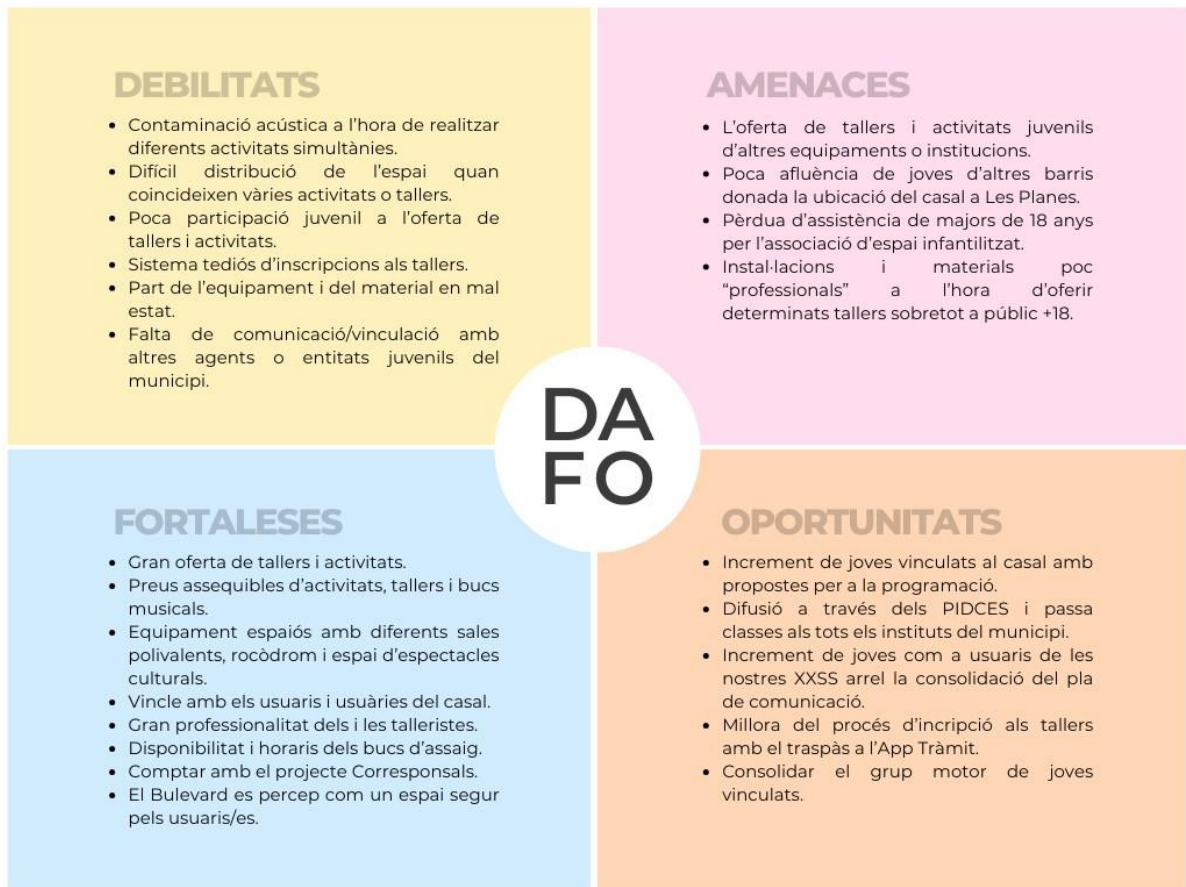 DEBILITATS
• Contaminació acústica a l'hora de realitzar
diferents activitats simultànies.
• Difícil distribució de l'espai quan
coincideixen vàries activitats o tallers.
• Poca participació juvenil a l'oferta de
tallers i activitats.
• Sistema tediós d'inscripcions als tallers.
• Part de l'equipament i del material en mal
estat.
• Falta de comunicació/vinculació amb
altres agents o entitats juvenils del
municipi.
AMENACES
• L'oferta de tallers i activitats juvenils
d'altres equipaments o institucions.
• Poca afluència de joves d'altres barris
donada la ubicació del casal a Les Planes.
• Pèrdua d'assistència de majors de 18 anys
per l'associació d'espai infantilitzat.
• Instal·lacions i materials poc
"professionals" a l'hora d'oferir
determinats tallers sobretot a públic +18.
DA
FO
FORTALESES
• Gran oferta de tallers i activitats.
• Preus assequibles d'activitats, tallers i bucs
musicals.
• Equipament espaiós amb diferents sales
polivalents, rocòdrom i espai d'espectacles
culturals.
• Vincle amb els usuaris i usuàries del casal.
• Gran professionalitat dels i les talleristes.
• Disponibilitat i horaris dels bucs d'assaig.
• Comptar amb el projecte Corresponsals.
• El Bulevard es percep com un espai segur
pels usuaris/es.
OPORTUNITATS
• Increment de joves vinculats al casal amb
propostes per a la programació.
• Difusió a través dels PIDCES i passa
classes als tots els instituts del municipi.
• Increment de joves com a usuaris de les
nostres XXSS arrel la consolidació del pla
de comunicació.
• Millora del procés d'incripció als tallers
amb el traspàs a l'App Tràmit.
• Consolidar el grup motor de joves
vinculats.